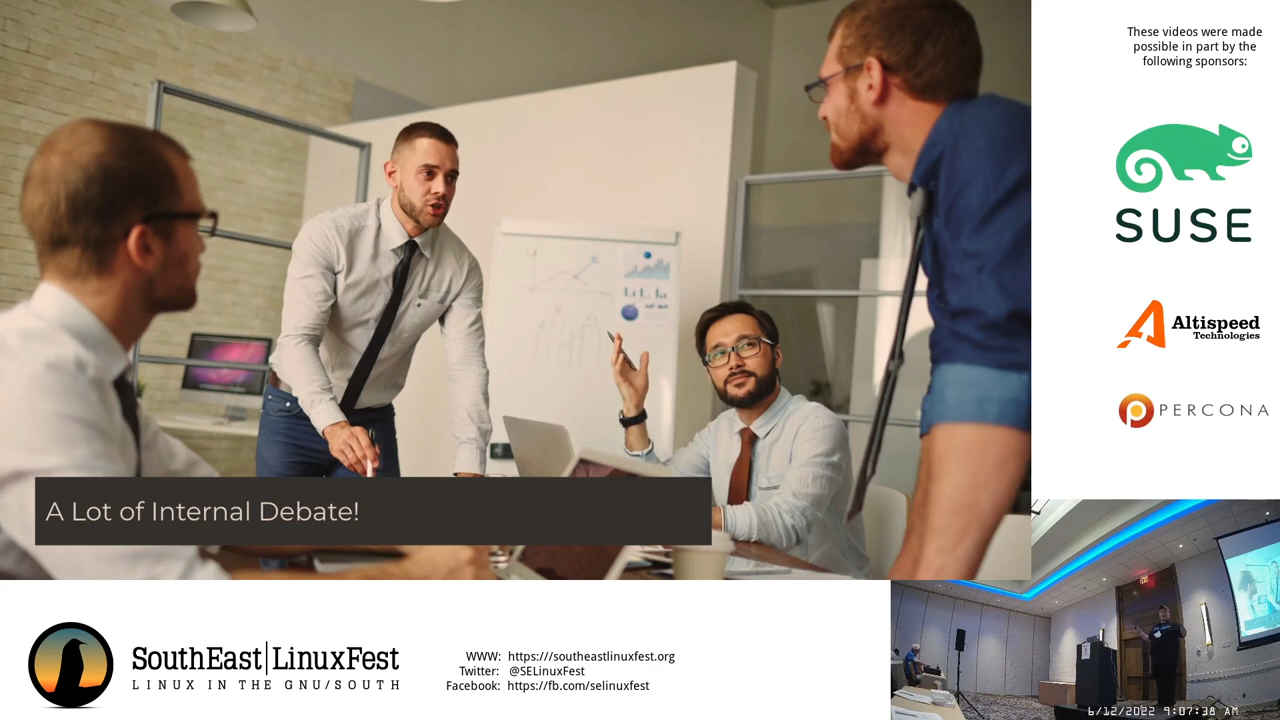 These videos were made
possible in part by the
following sponsors:
SUSE
Altispeed
Technologies
PERCONA
A Lot of Internal Debate!
SouthEast|LinuxFest
LINUX IN THE GNU/SOUTH
WWW: https://southeastlinuxfest.org
Twitter: @SELinuxFest
Facebook: https://fb.com/selinuxfest
6/12/2022 9:07:38 AM